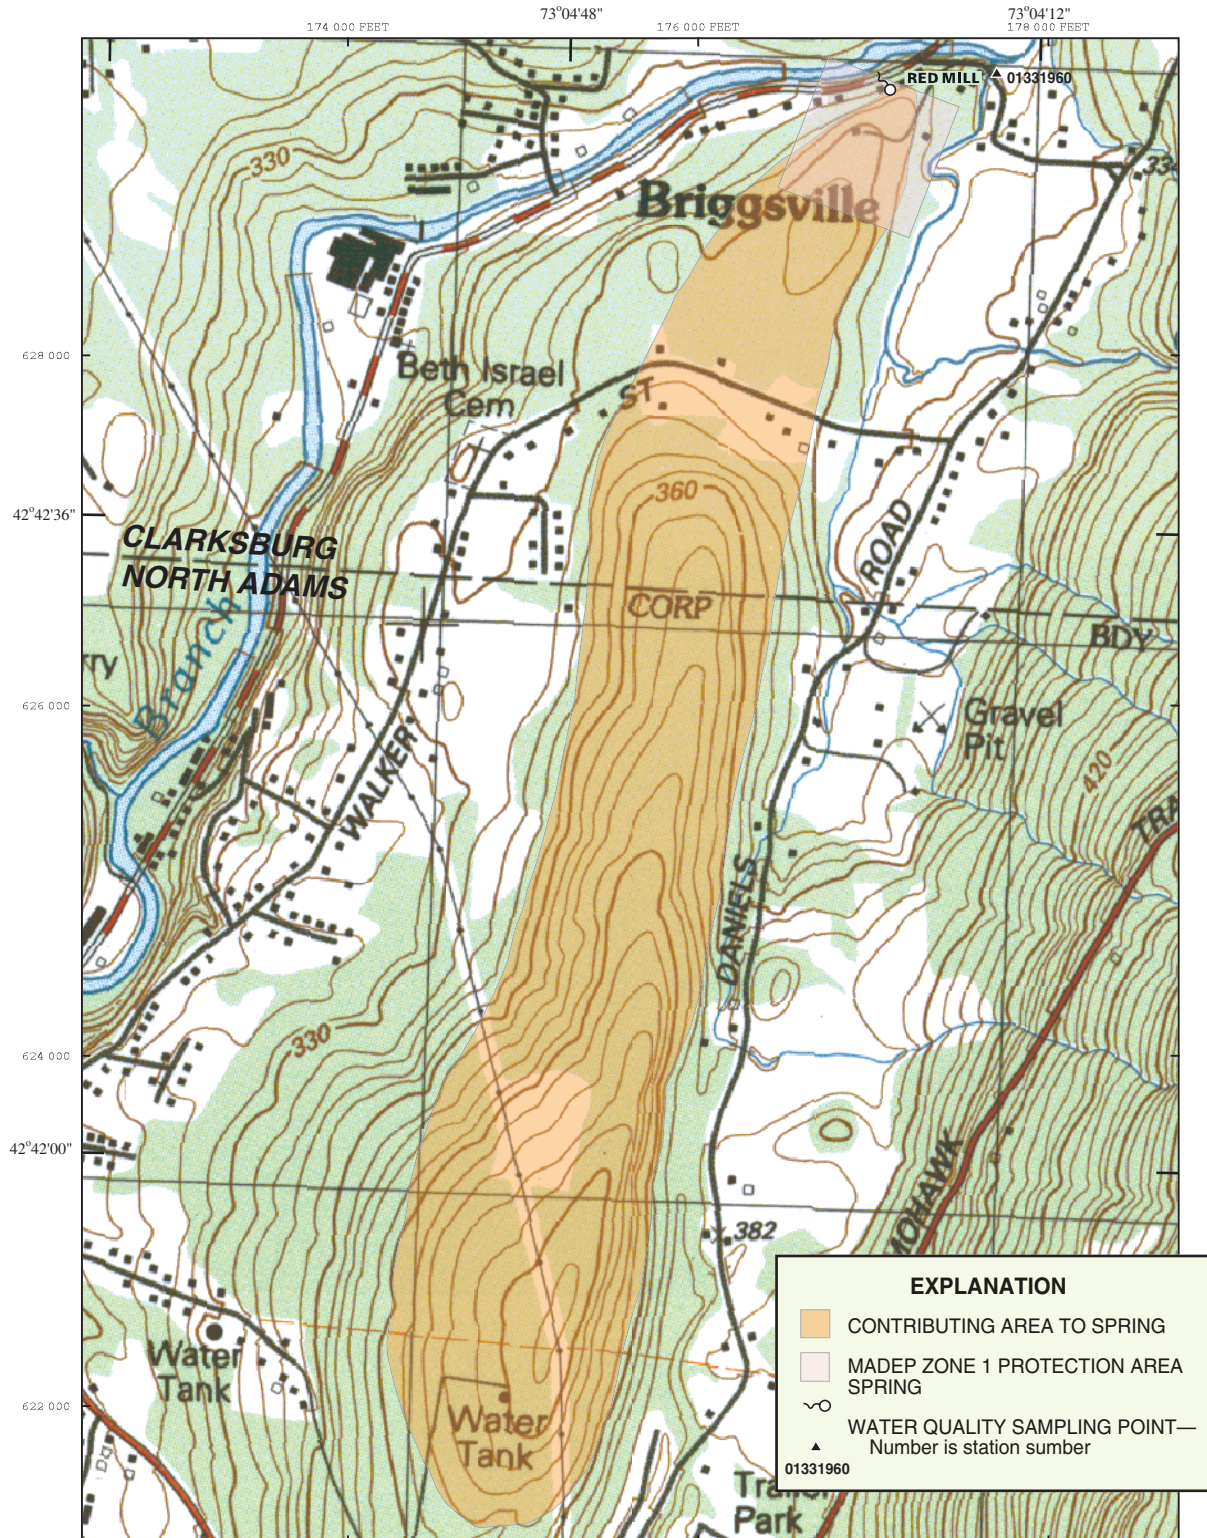 73°04'48"
73°04'12"
174 000 FEET
176 000 FEET
178 000 FEET
RED MILL
01331960
330
334
Briggsville
628 000
Beth Israel
Cem
ST
360
42°42'36"
CLARKSBURG
NORTH ADAMS
ROAD
CORP
BDY
rry
Branch
626 000
Gravel
Pit
420
WALKER
TRA
DANIELS
330
624 000
42°42'00"
MOHAWK
382
Water
Tank
622 000
Water
Tank
Trailer
Park
EXPLANATION
CONTRIBUTING AREA TO SPRING
MADEP ZONE 1 PROTECTION AREA
SPRING
WATER QUALITY SAMPLING POINT—
Number is station sumber
01331960